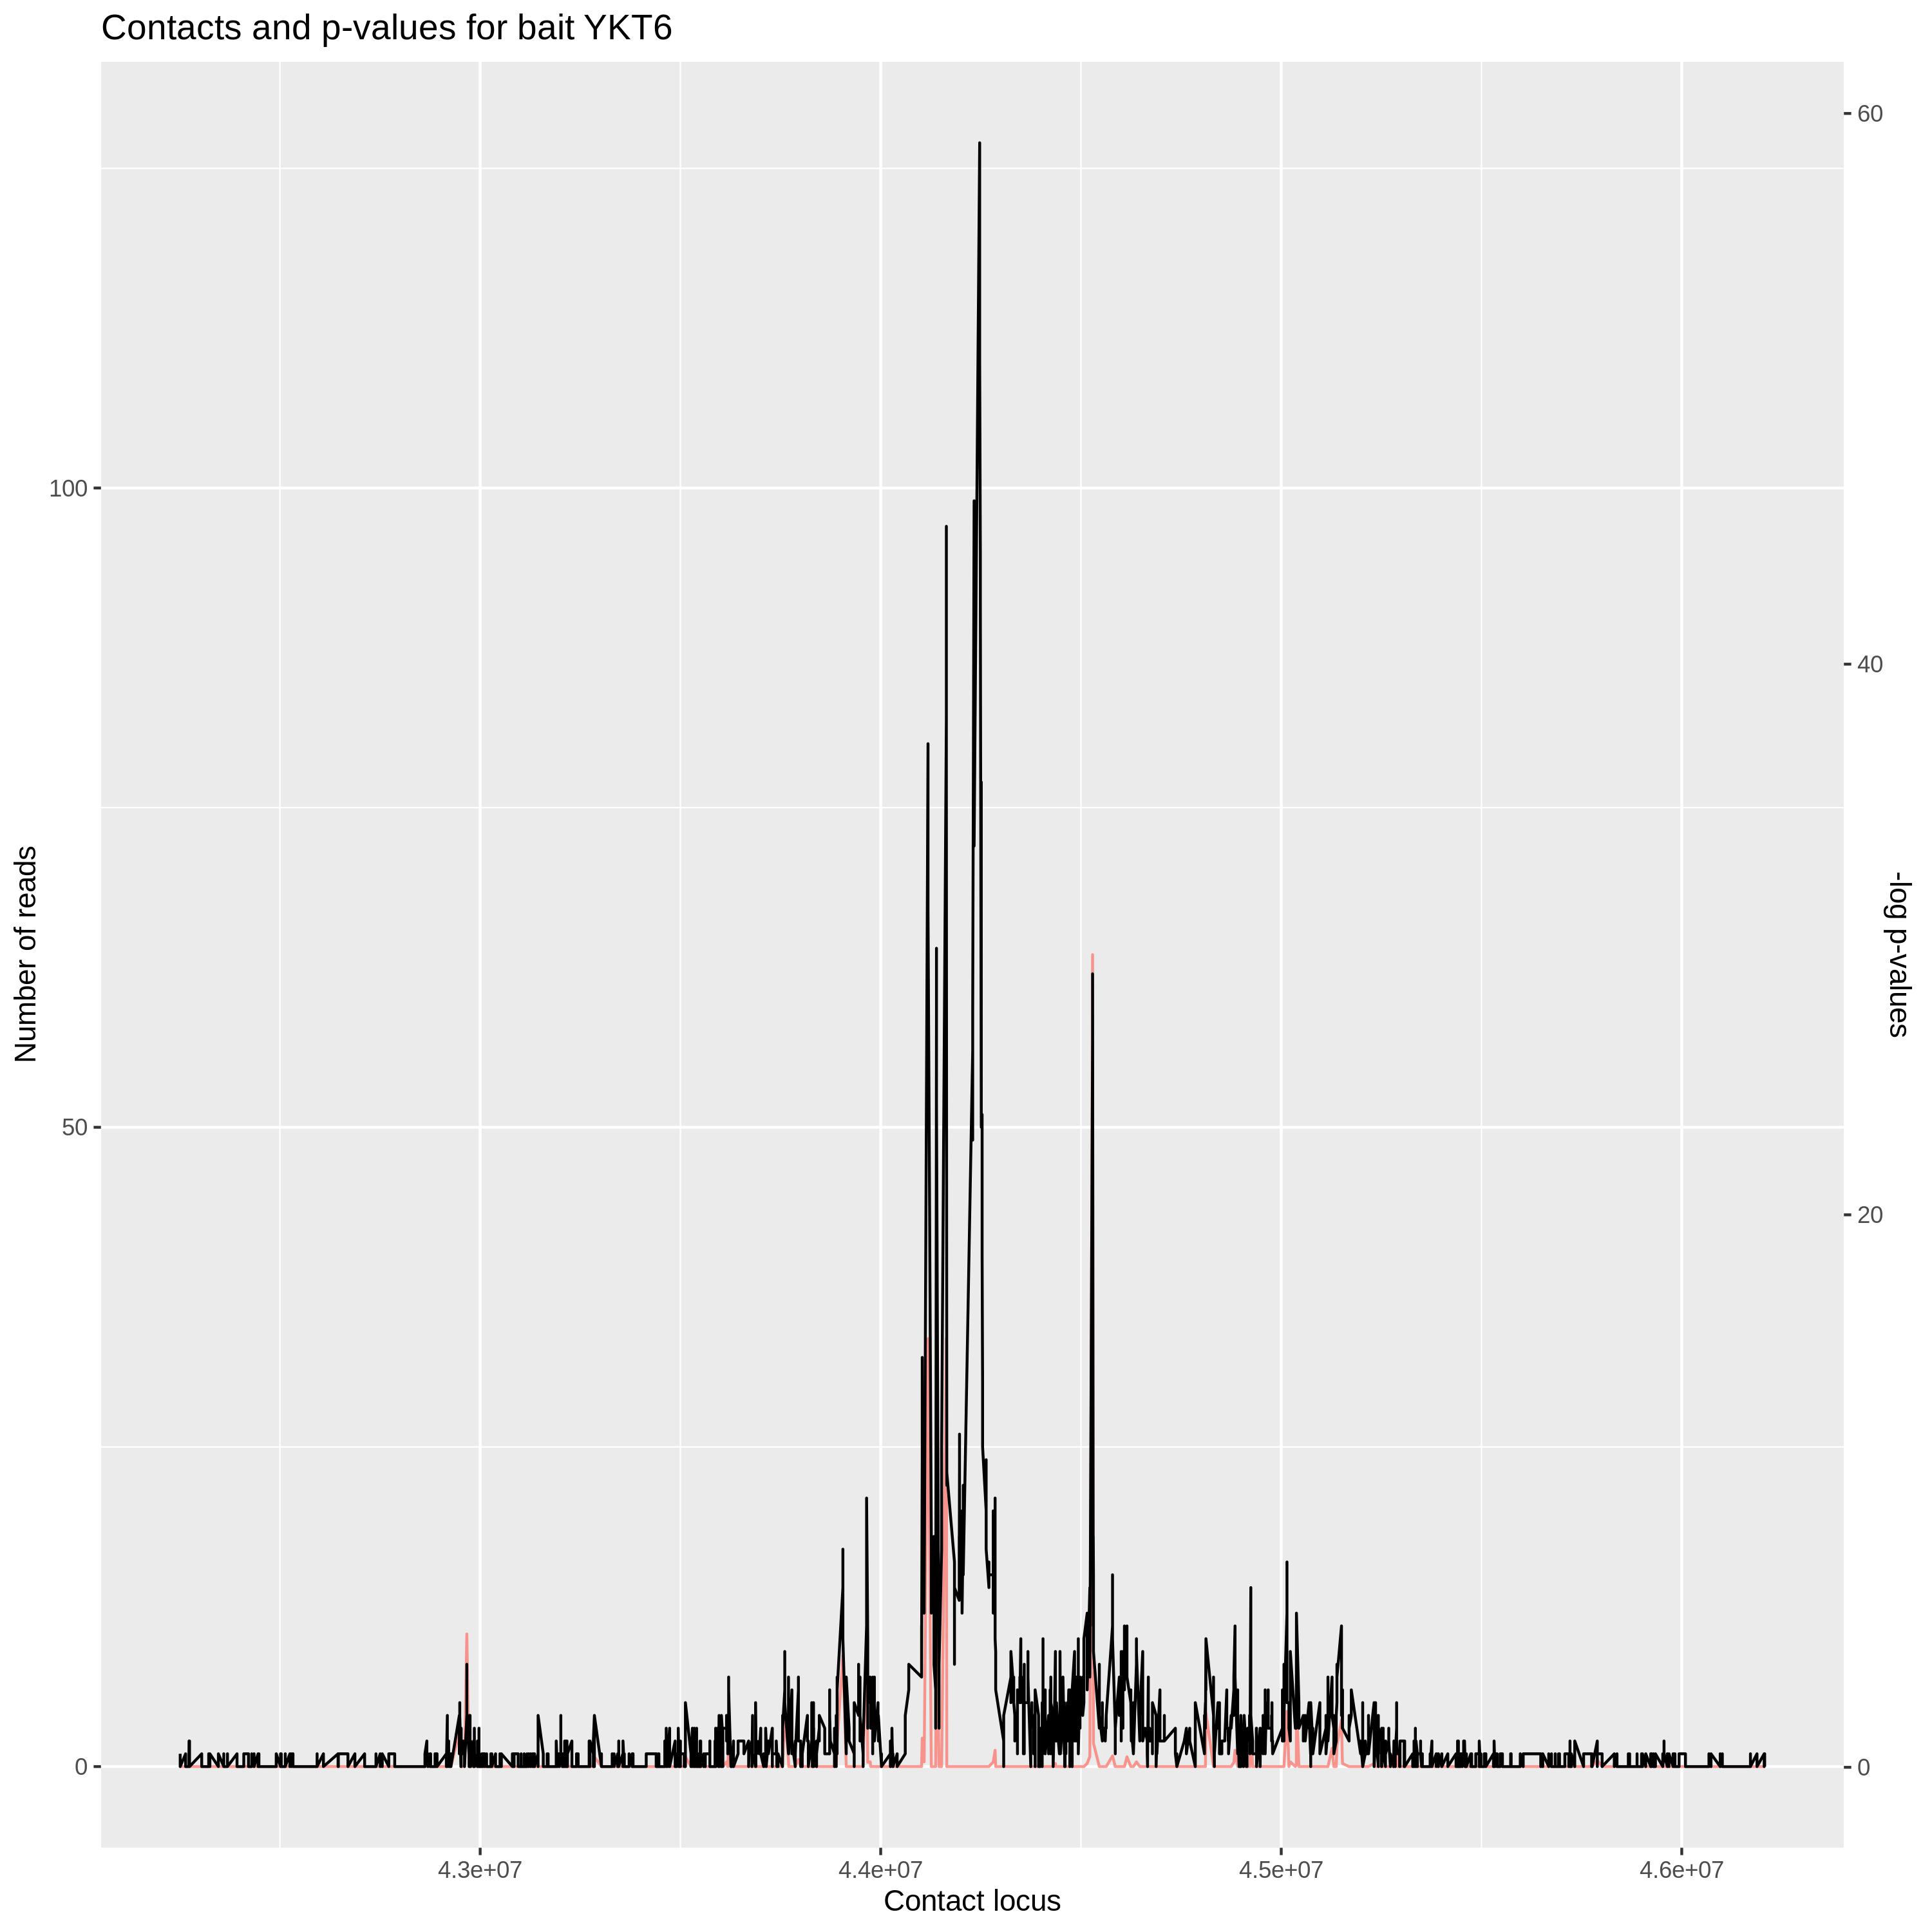 Contacts and p-values for bait YKT6
60
100
40
Number of reads
-log p-values
50
20
0
0
4.3e+07
4.4e+07
4.5e+07
4.6e+07
Contact locus